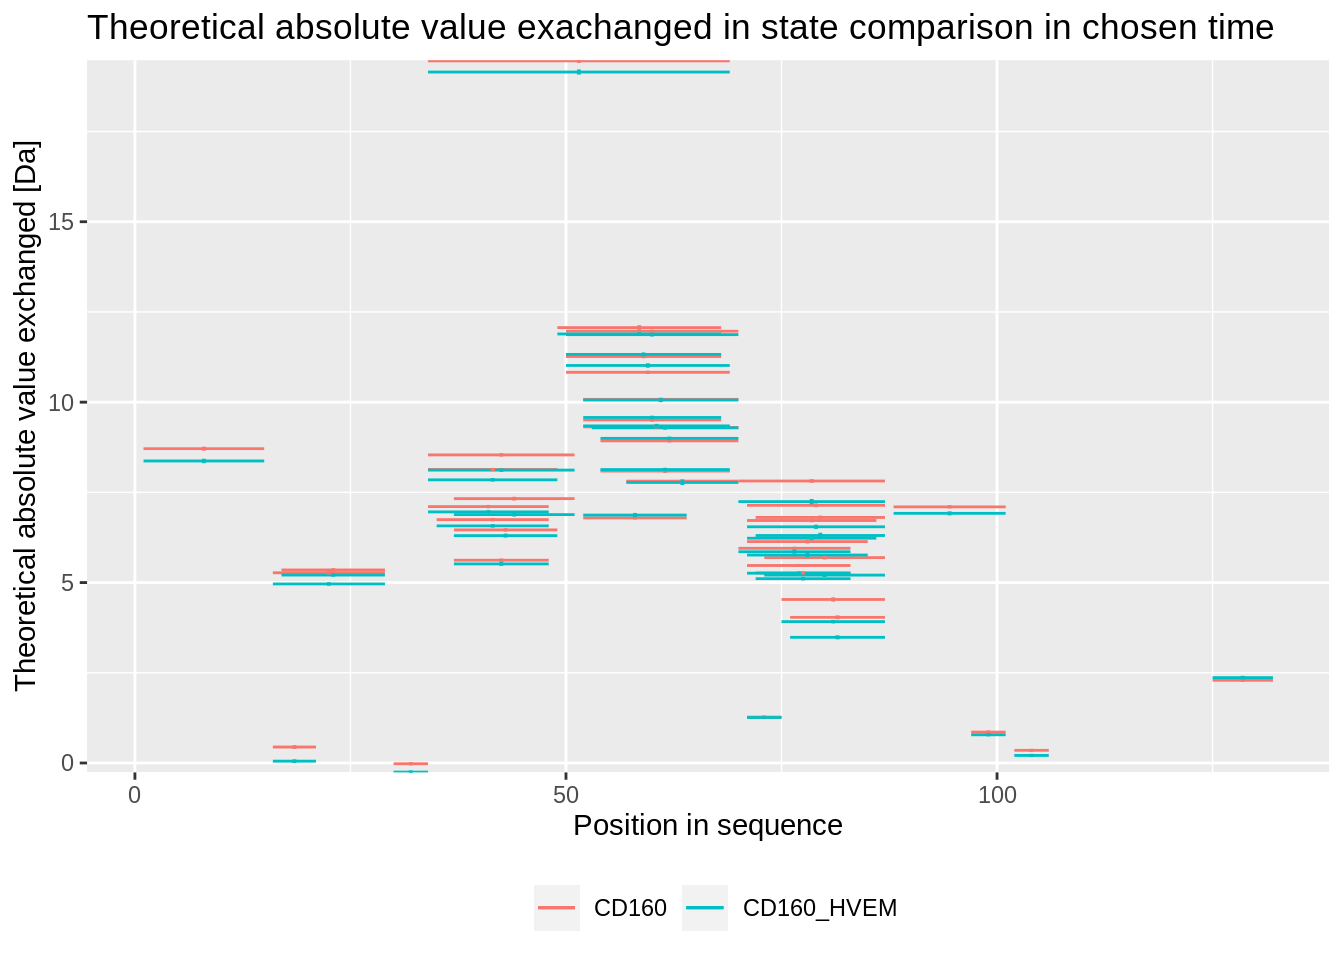 Theoretical absolute value exachanged in state comparison in chosen time
Theoretical absolute value exchanged [Da]
15
10
5
0
0 50 100
Position in sequence
CD160 CD160_HVEM